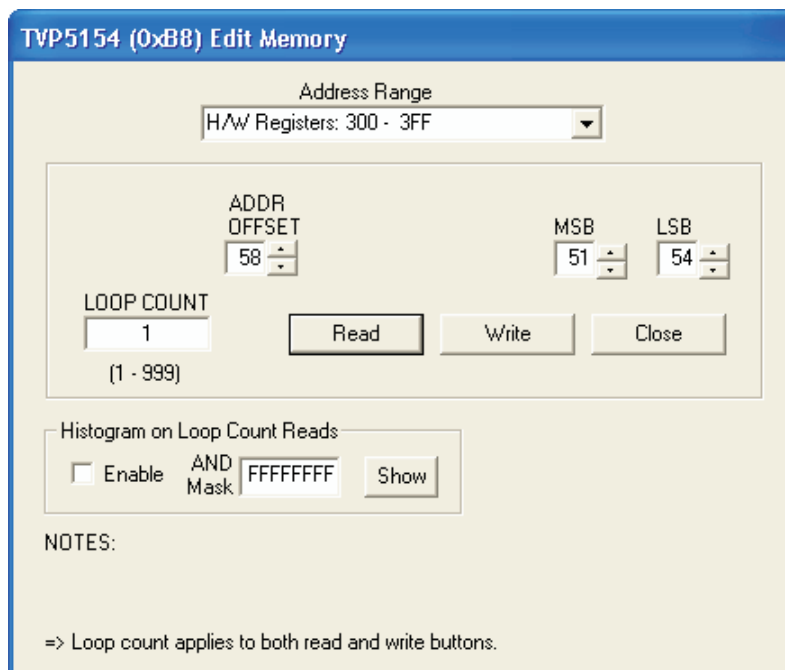 TVP5154 (0xB8) Edit Memory
Address Range
H/W Registers: 300 - 3FF
ADDR
OFFSET
MSB
LSB
58
51
54
LOOP COUNT
1
Read
Write
Close
(1 - 999)
Histogram on Loop Count Reads
Enable
AND
Mask
FFFFFFFF
Show
NOTES:
=> Loop count applies to both read and write buttons.